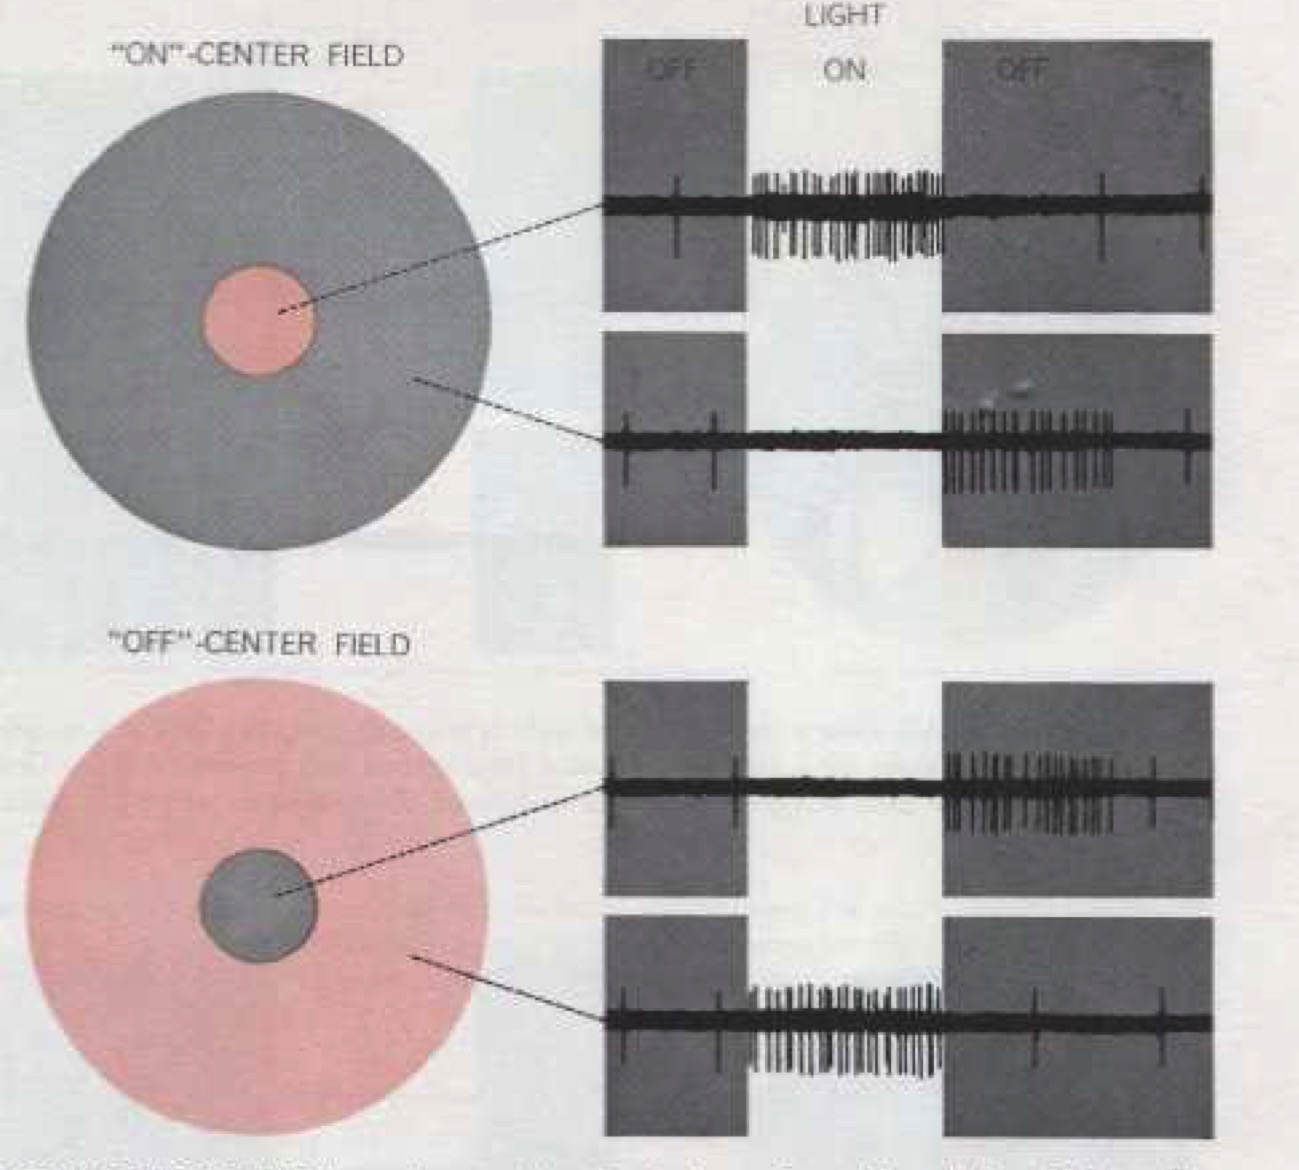 LIGHT
"ON"-CENTER FIELD
OFF ON OFF
"OFF"-CENTER FIELD